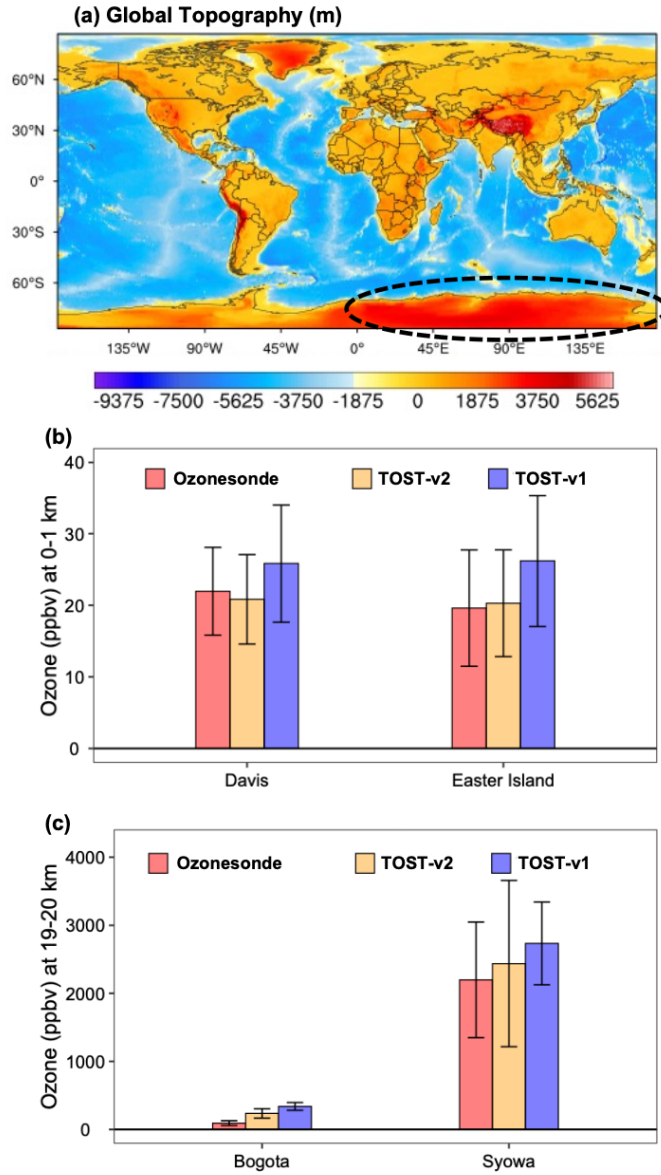 (a) Global Topography (m)
60°N
30°N
0°
30°S
60°S
135°W 90°W 45°W 0° 45°E 90°E 135°E
-9375 -7500 -5625 -3750 -1875 0 1875 3750 5625
(b)
Ozone (ppbv) at 0-1 km
40
30
20
10
0
Ozonesonde TOST-v2 TOST-v1
Davis Easter Island
(c)
Ozone (ppbv) at 19-20 km
4000
3000
2000
1000
0
Ozonesonde TOST-v2 TOST-v1
Bogota Syowa